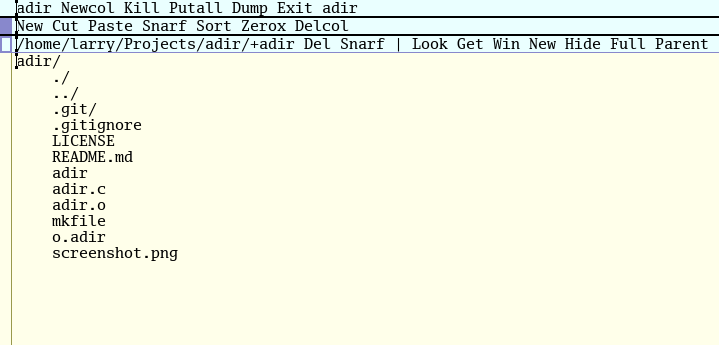 adir Newcol Kill Putall Dump Exit adir
New Cut Paste Snarf Sort Zerox Delcol
/home/larry/Projects/adir/+adir Del Snarf | Look Get Win New Hide Full Parent
adir/
./
../
.git/
.gitignore
LICENSE
README.md
adir
adir.c
adir.o
mkfile
o.adir
screenshot.png